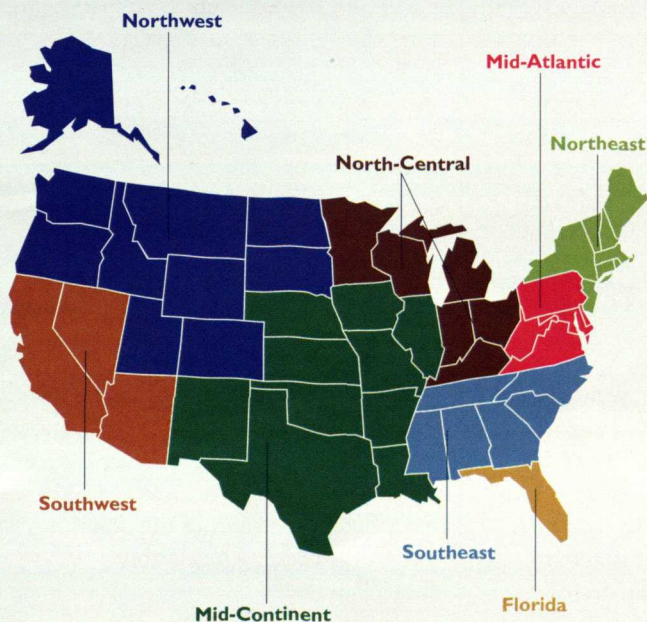 Northwest
Mid-Atlantic
Northeast
North-Central
Southwest
Southeast
Florida
Mid-Continent